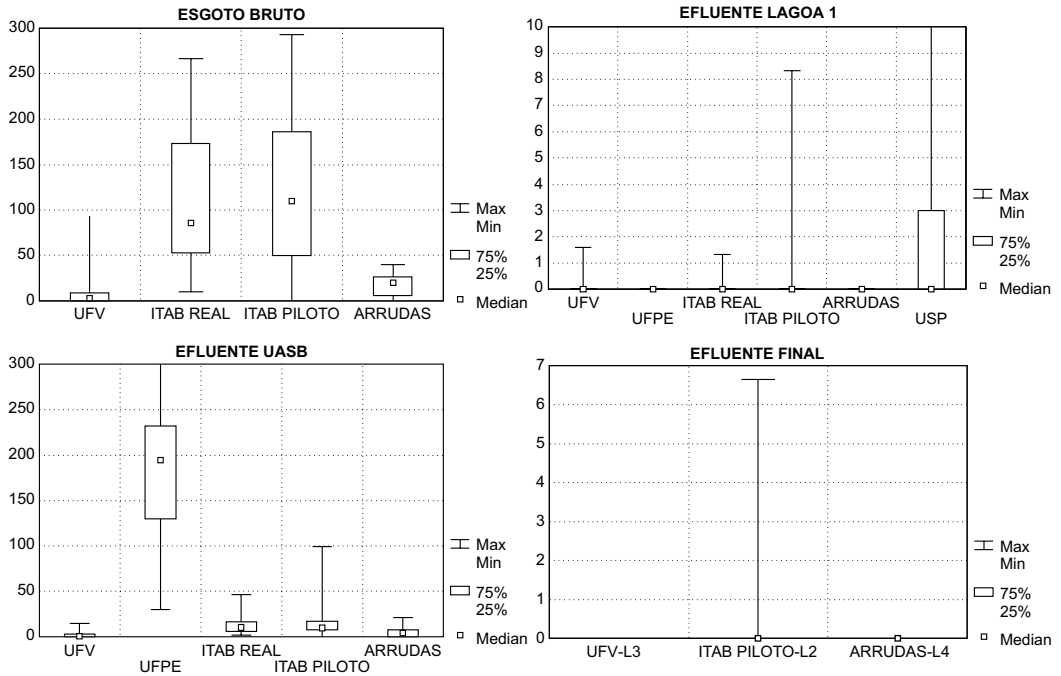 ESGOTO BRUTO
300
250
200
150
100
50
0
UFV ITAB REAL ITAB PILOTO ARRUDAS
Max
Min
75%
25%
Median
EFLUENTE LAGOA 1
10
9
8
7
6
5
4
3
2
1
0
UFV ITAB REAL ARRUDAS
UFPE ITAB PILOTO USP
Max
Min
75%
25%
Median
EFLUENTE UASB
300
250
200
150
100
50
0
UFV ITAB REAL ARRUDAS
UFPE ITAB PILOTO
Max
Min
75%
25%
Median
EFLUENTE FINAL
7
6
5
4
3
2
1
0
UFV-L3 ITAB PILOTO-L2 ARRUDAS-L4
Max
Min
75%
25%
Median